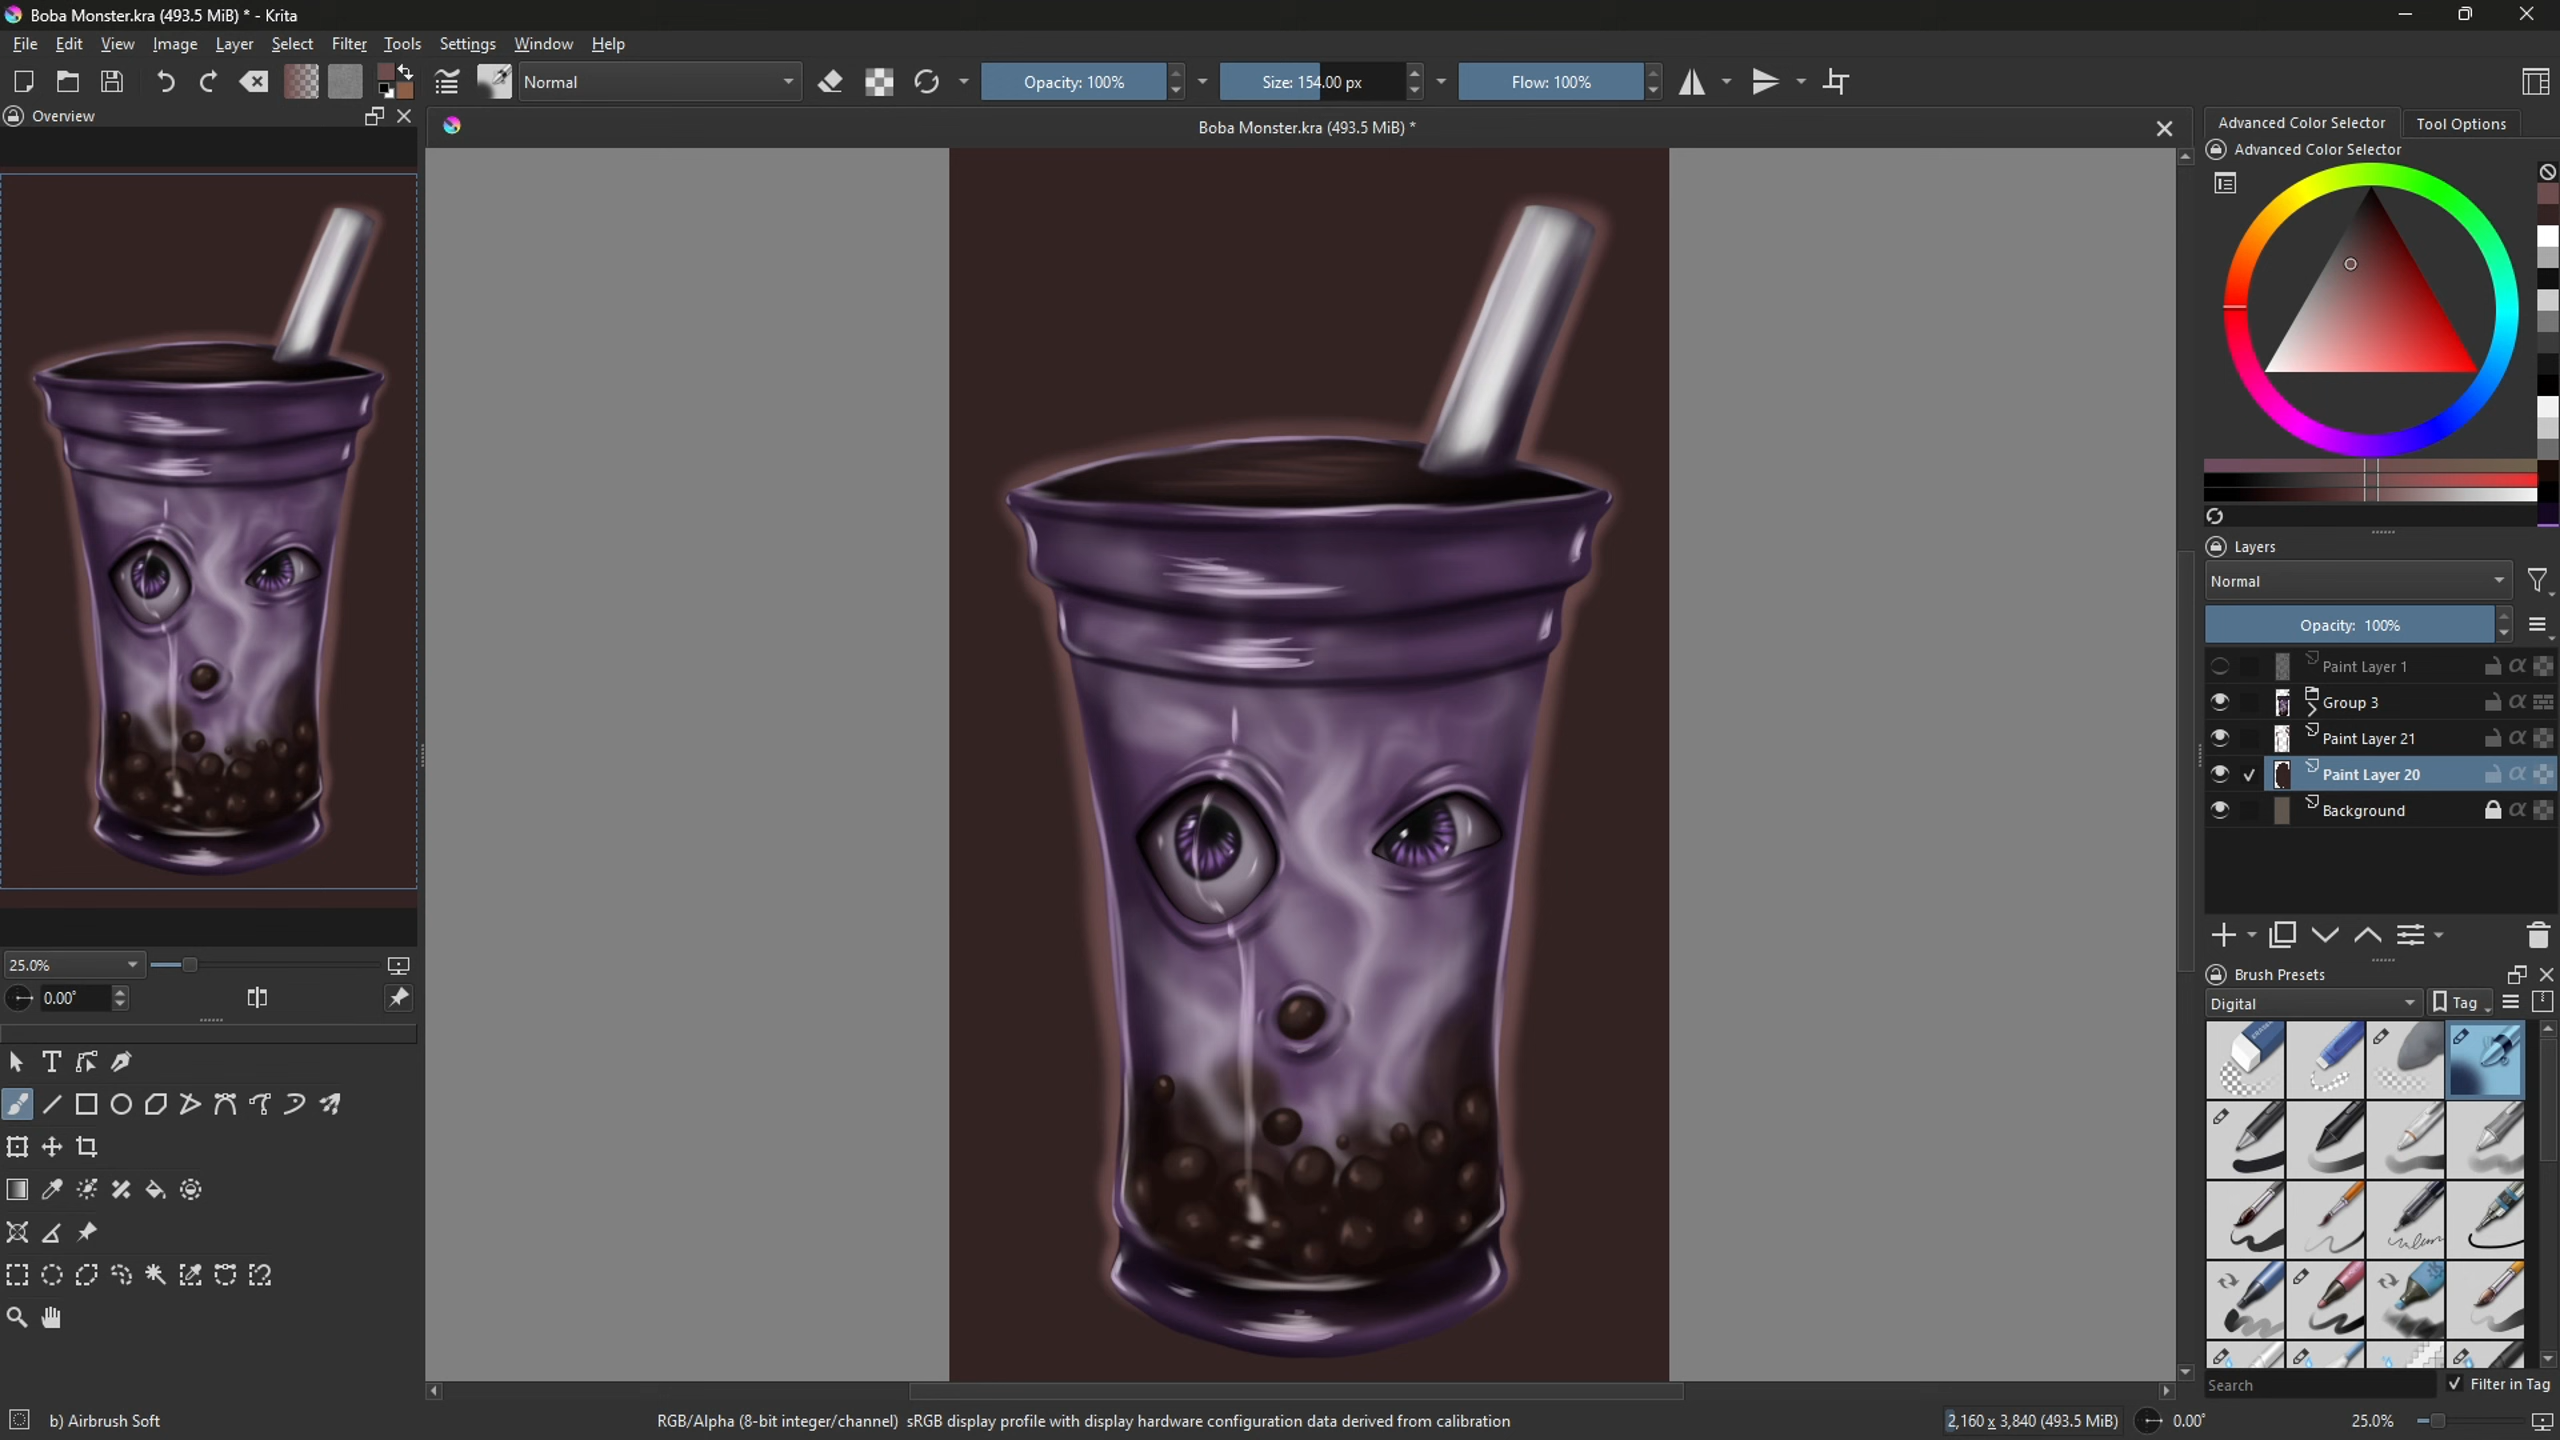 Boba Monster.kra (493.5 MiB) * - Krita
File Edit View Image Layer Select Filter Tools Settings Window Help
Normal Opacity: 100% Size: 154.00 px Flow: 100%
Overview
Boba Monster.kra (493.5 MiB) *
Advanced Color Selector Tool Options
Advanced Color Selector
Layers
Normal
Opacity: 100%
Paint Layer 1
Group 3
Paint Layer 21
Paint Layer 20
Background
25.0%
0.00°
Brush Presets
Digital Tag
Search Filter in Tag
b) Airbrush Soft RGB/Alpha (8-bit integer/channel) sRGB display profile with display hardware configuration data derived from calibration 2,160 x 3,840 (493.5 MiB) 0.00° 25.0%